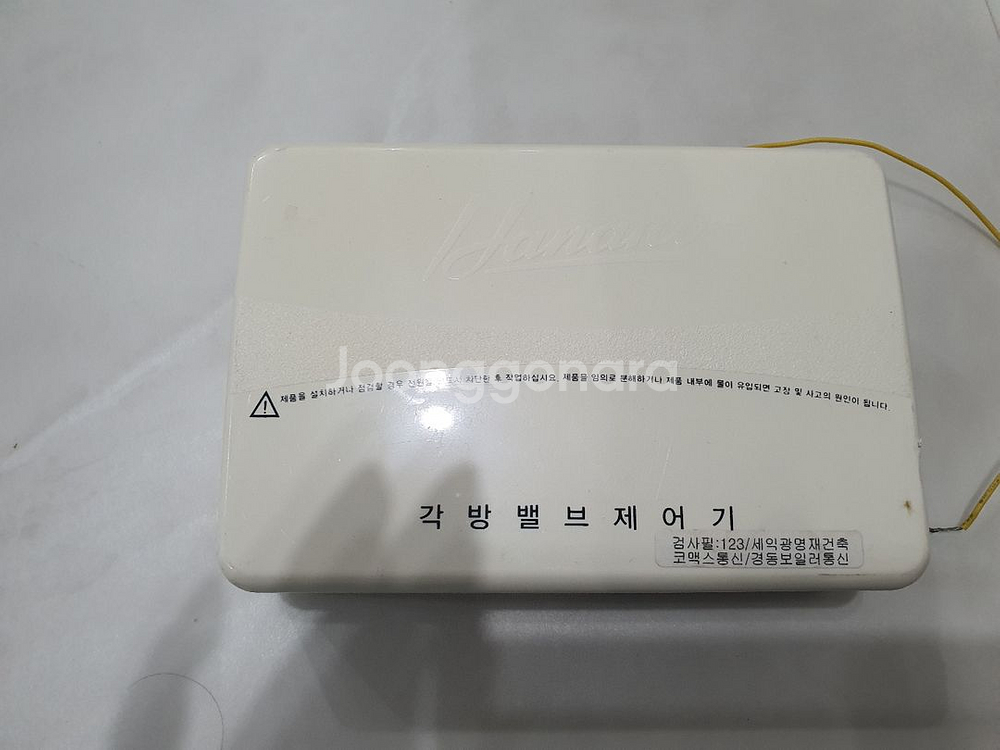 제품을 설치하거나 점검할 경우 전원을 차단한 후 작업하십시요. 제품을 임의로 분해하거나 제품 내부에 물이 유입되면 고장 및 사고의 원인이 됩니다.
Joonggonara
각방밸브제어기
검사필:123/세익광명재건축
코맥스통신/경동보일러통신